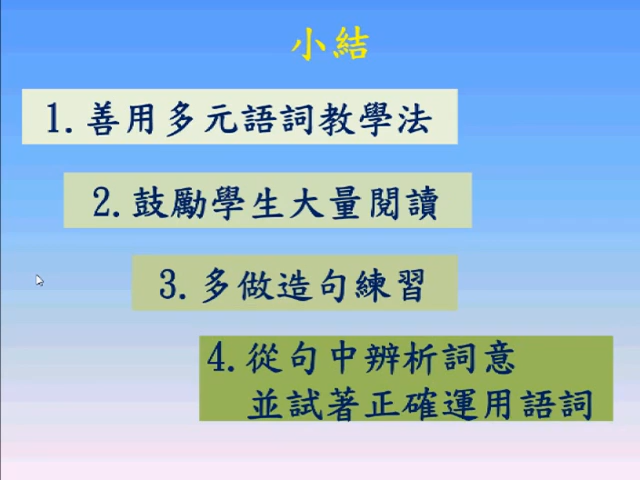 小結
1.善用多元語詞教學法
2.鼓勵學生大量閱讀
3.多做造句練習
4.從句中辨析詞意
並試著正確運用語詞